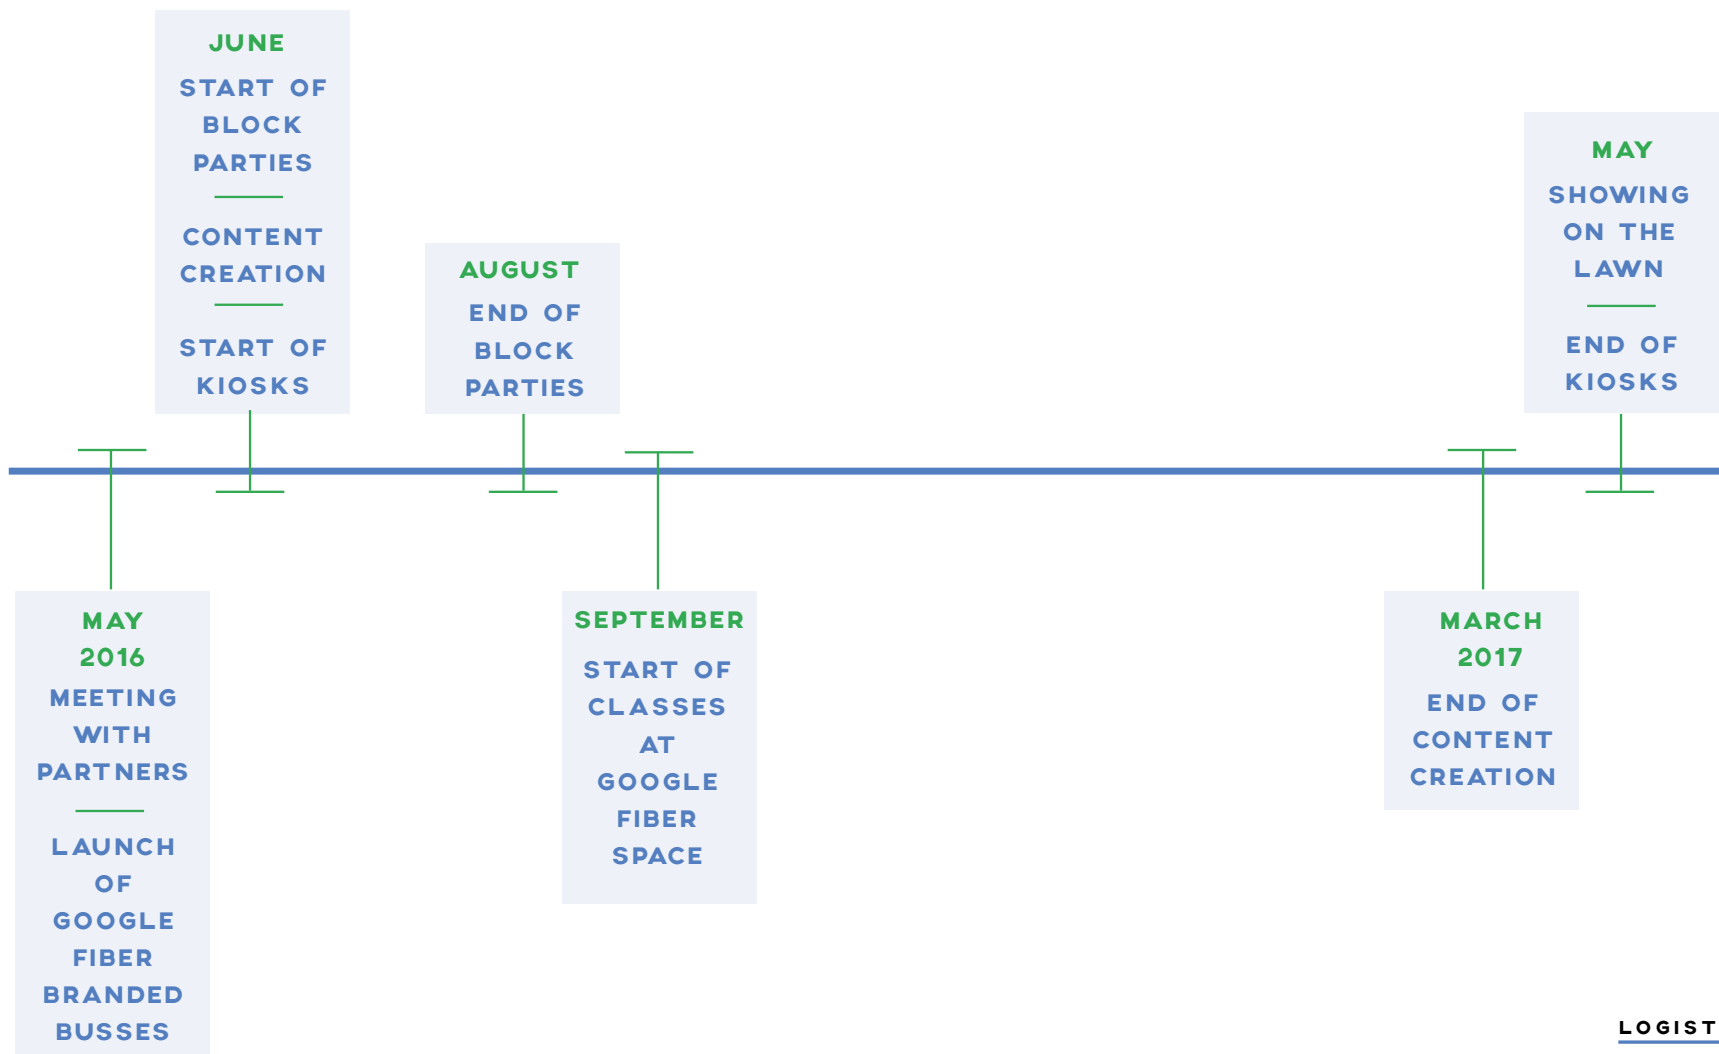 JUNE
START OF
BLOCK
PARTIES
CONTENT
CREATION
START OF
KIOSKS
AUGUST
END OF
BLOCK
PARTIES
MAY
SHOWING
ON THE
LAWN
END OF
KIOSKS
MAY
2016
MEETING
WITH
PARTNERS
LAUNCH
OF
GOOGLE
FIBER
BRANDED
BUSSES
SEPTEMBER
START OF
CLASSES
AT
GOOGLE
FIBER
SPACE
MARCH
2017
END OF
CONTENT
CREATION
LOGIST